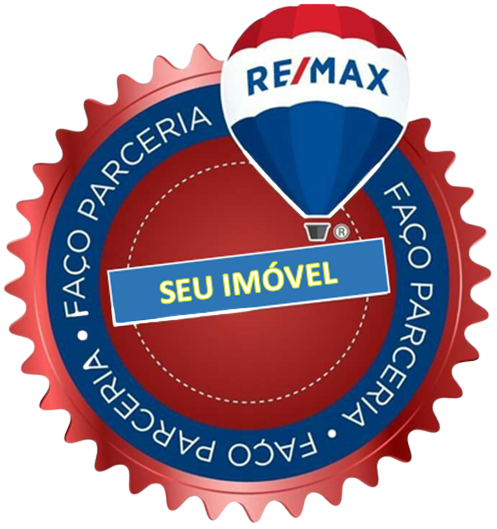 RE/MAX
®
FAÇO PARCERIA • FAÇO PARCERIA • FAÇO PARCERIA •
SEU IMÓVEL